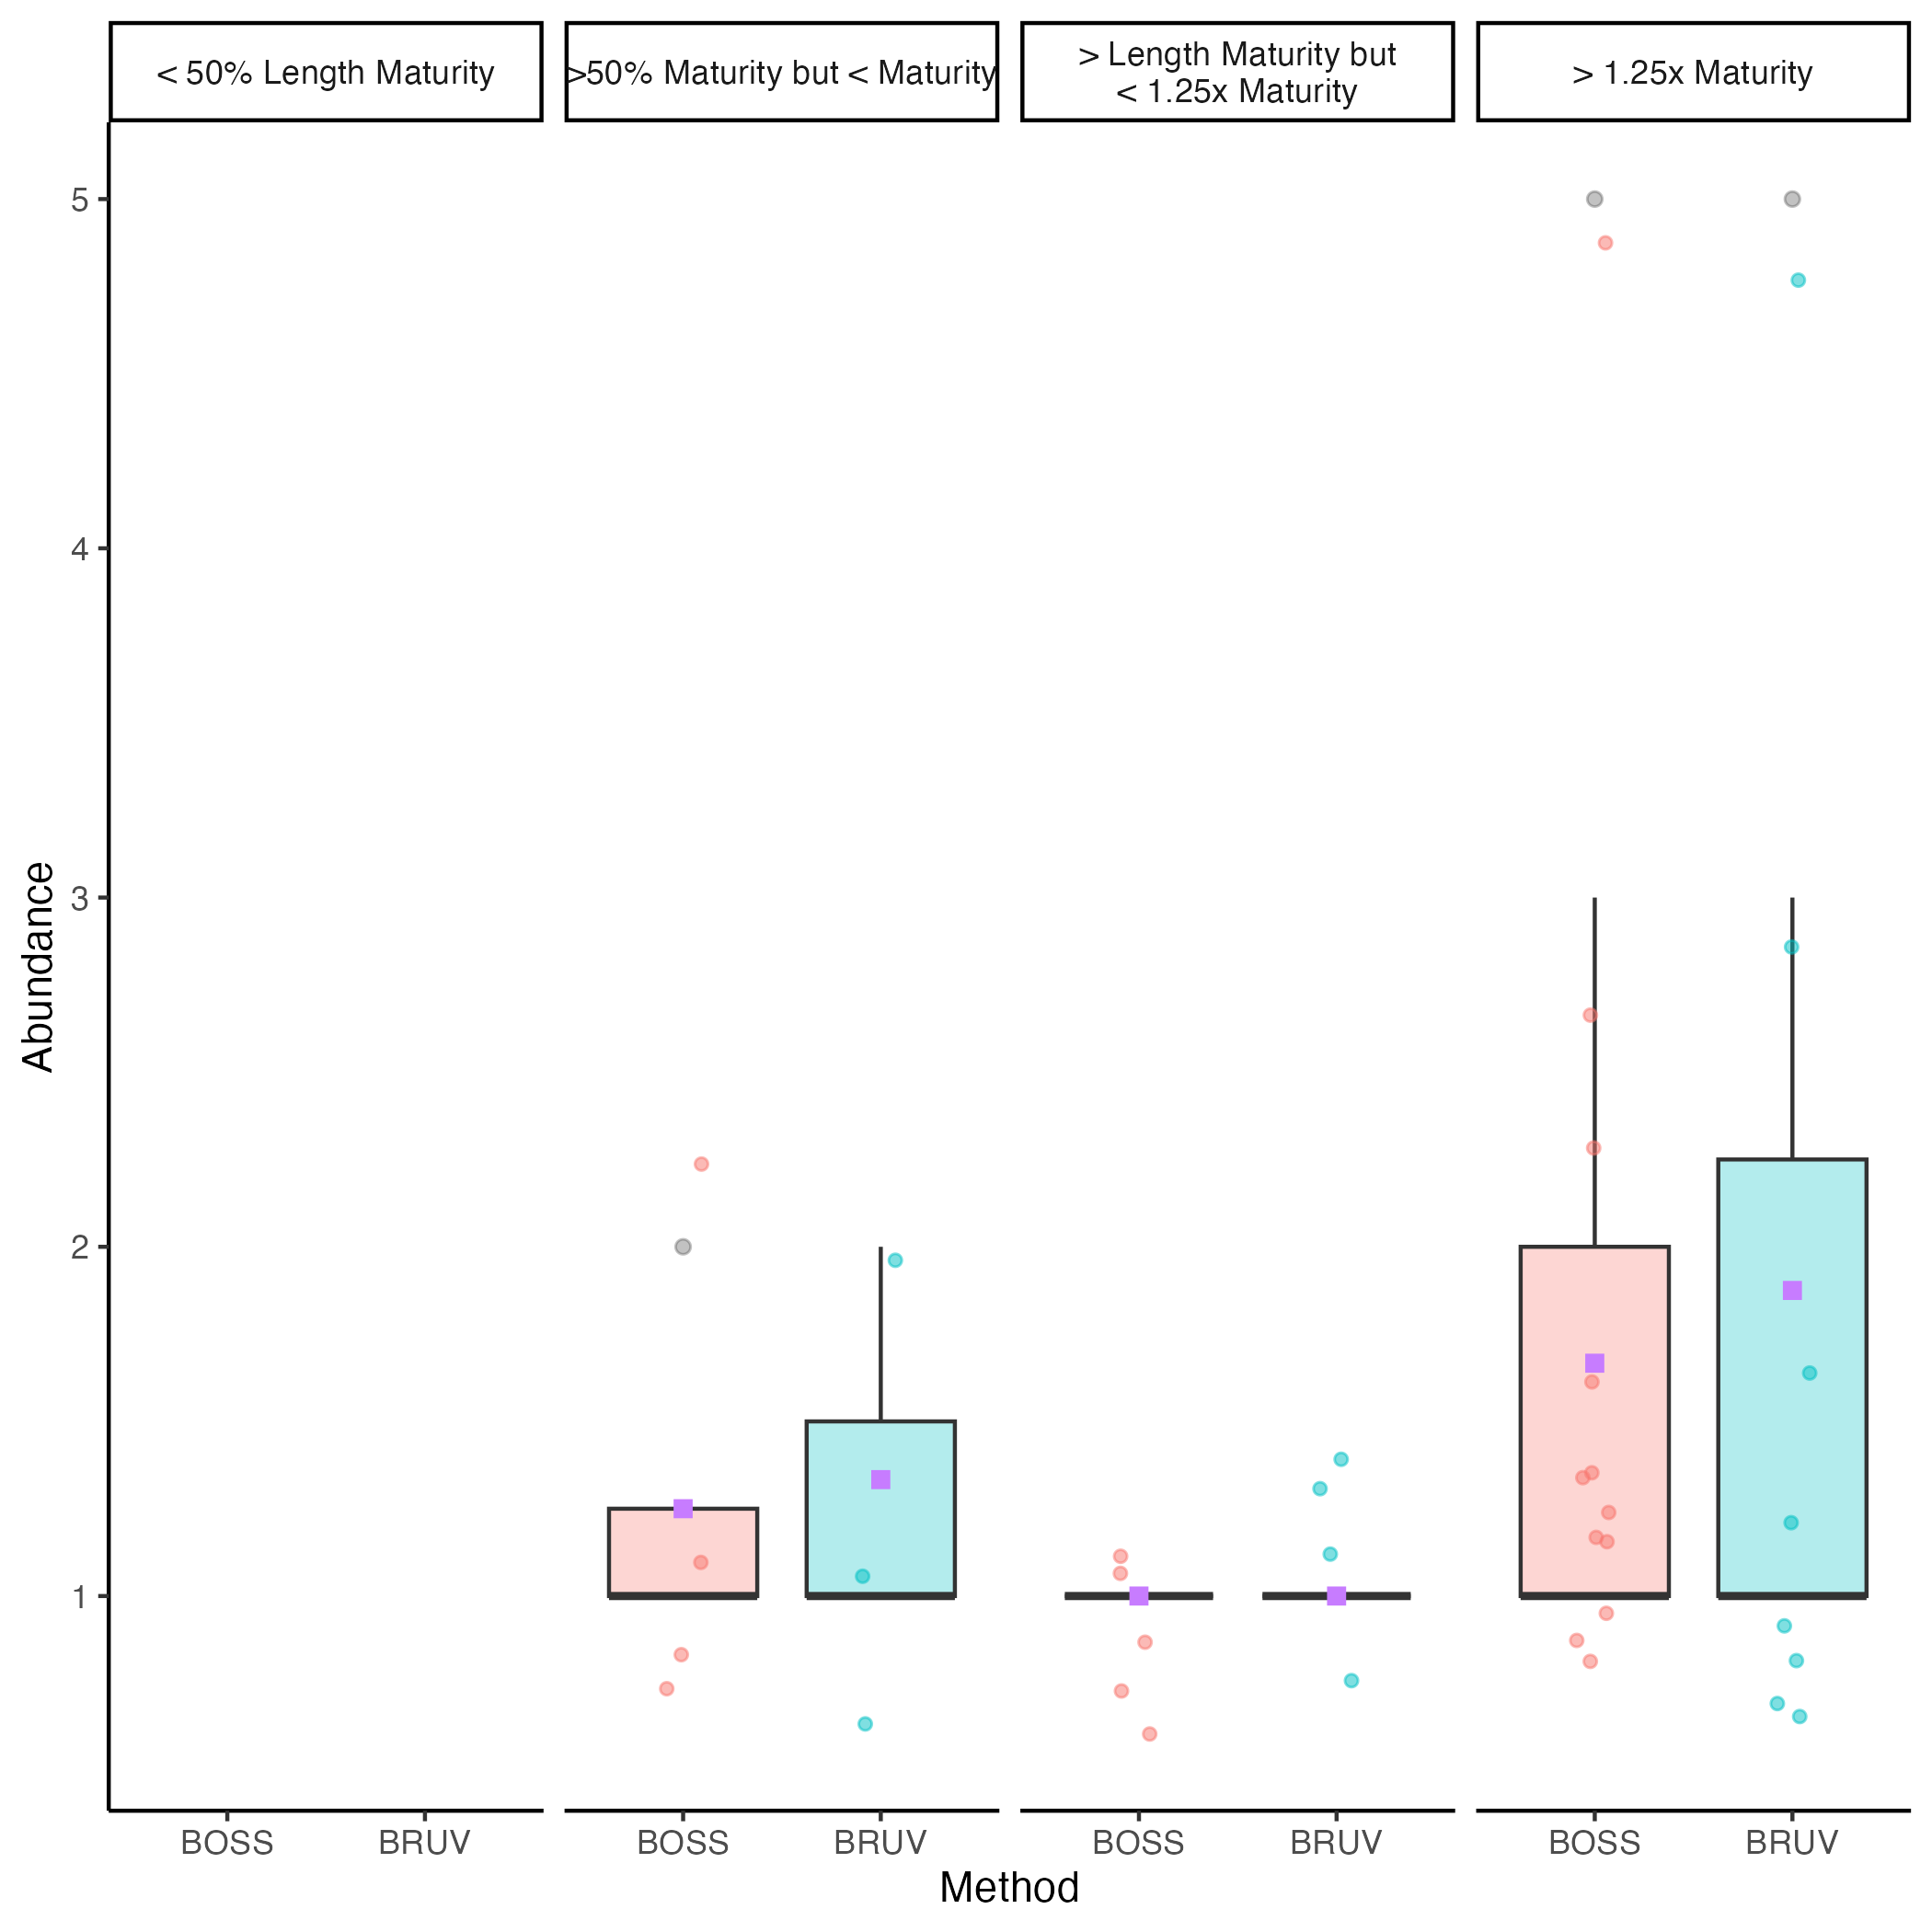 < 50% Length Maturity
>50% Maturity but < Maturity
> Length Maturity but
< 1.25x Maturity
> 1.25x Maturity
5
4
3
2
1
Abundance
BOSS
BRUV
BOSS
BRUV
BOSS
BRUV
BOSS
BRUV
Method